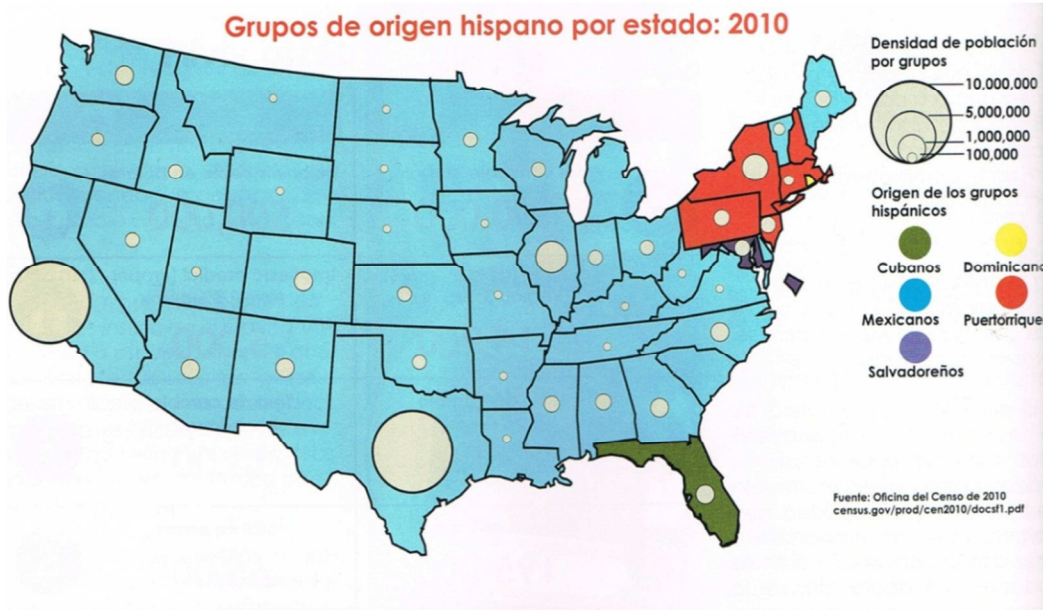 Grupos de origen hispano por estado: 2010
Densidad de población
por grupos
10,000,000
5,000,000
1,000,000
100,000
Origen de los grupos
hispánicos
Cubanos
Dominicano
Mexicanos
Puertorrique
Salvadoreños
Fuente: Oficina del Censo de 2010
census.gov/prod/cen2010/docsf1.pdf